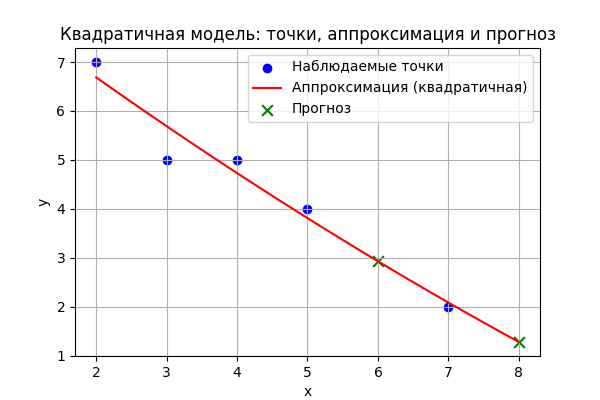 Квадратичная модель: точки, аппроксимация и прогноз
Наблюдаемые точки
Аппроксимация (квадратичная)
Прогноз
7
6
5
4
3
2
1
y
2
3
4
5
6
7
8
x